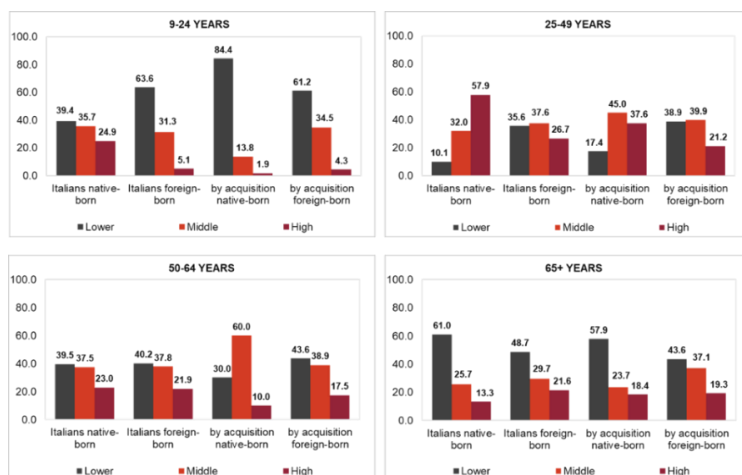 9-24 YEARS
100.0
80.0
60.0
40.0
20.0
0.0
39.4 35.7 24.9 63.6 31.3 5.1 84.4 13.8 1.9 61.2 34.5 4.3
Italians native- Italians foreign- by acquisition by acquisition
born born native-born foreign-born
Lower Middle High
25-49 YEARS
100.0
80.0
60.0
40.0
20.0
0.0
10.1 32.0 57.9 35.6 37.6 26.7 17.4 45.0 37.6 38.9 39.9 21.2
Italians native- Italians foreign- by acquisition by acquisition
born born native-born foreign-born
Lower Middle High
50-64 YEARS
100.0
80.0
60.0
40.0
20.0
0.0
39.5 37.5 23.0 40.2 37.8 21.9 30.0 60.0 10.0 43.6 38.9 17.5
Italians native- Italians foreign- by acquisition by acquisition
born born native-born foreign-born
Lower Middle High
65+ YEARS
100.0
80.0
60.0
40.0
20.0
0.0
61.0 25.7 13.3 48.7 29.7 21.6 57.9 23.7 18.4 43.6 37.1 19.3
Italians native- Italians foreign- by acquisition by acquisition
born born native-born foreign-born
Lower Middle High